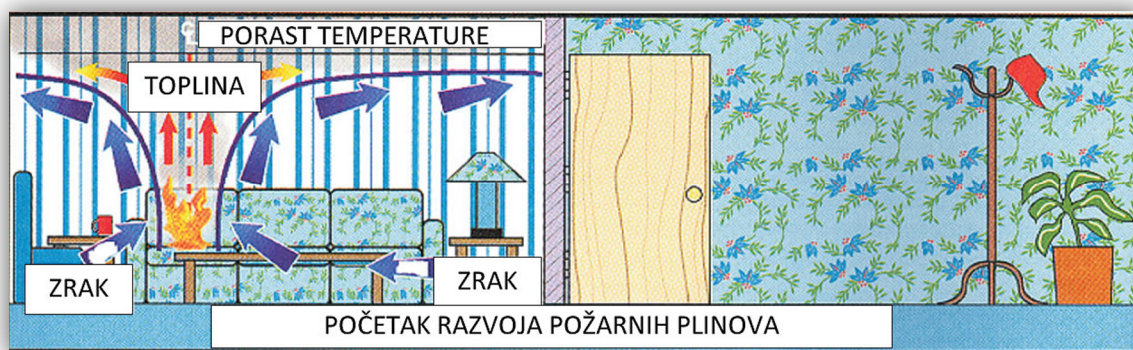 PORAST TEMPERATURE
TOPLINA
ZRAK
ZRAK
POČETAK RAZVOJA POŽARNIH PLINOVA